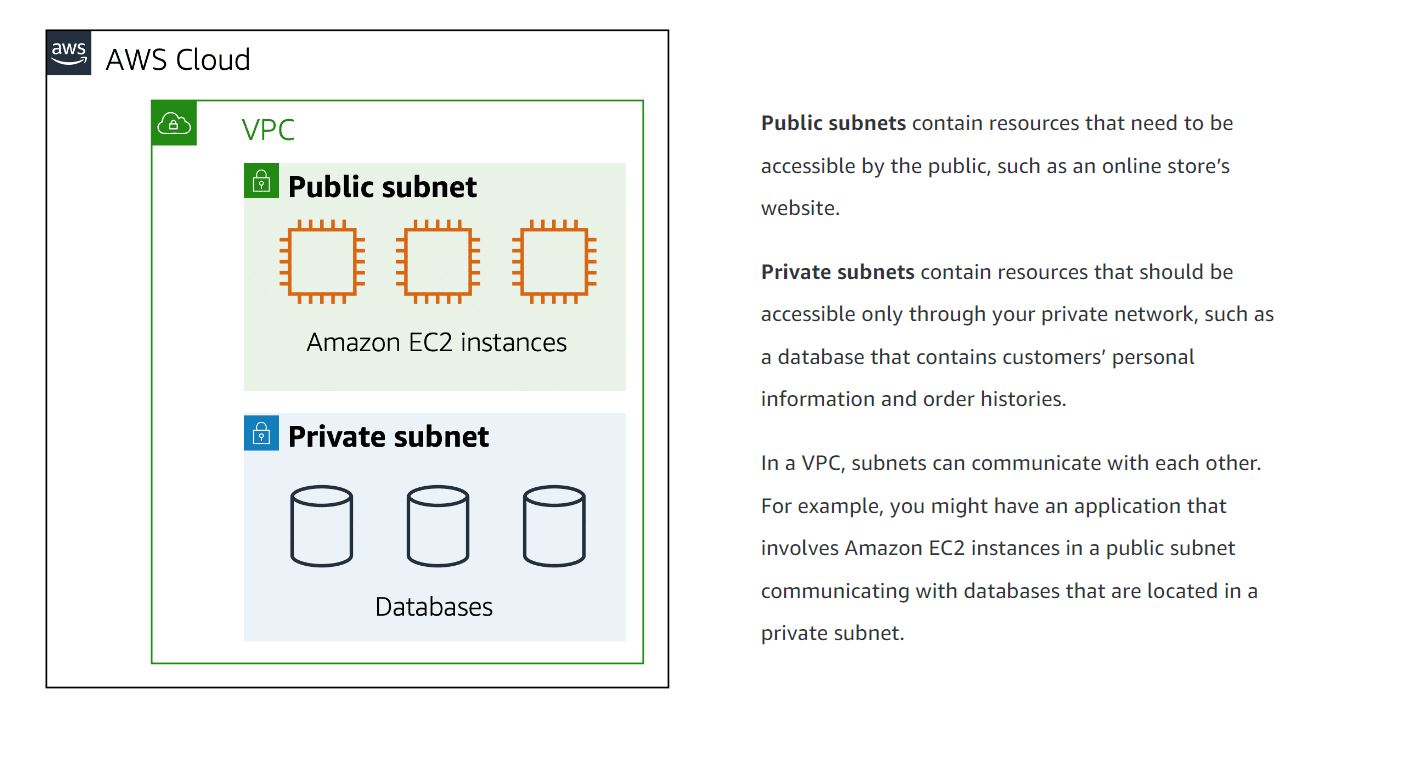 aws
AWS Cloud
VPC
Public subnet
Amazon EC2 instances
Private subnet
Databases
Public subnets contain resources that need to be
accessible by the public, such as an online store’s
website.
Private subnets contain resources that should be
accessible only through your private network, such as
a database that contains customers’ personal
information and order histories.
In a VPC, subnets can communicate with each other.
For example, you might have an application that
involves Amazon EC2 instances in a public subnet
communicating with databases that are located in a
private subnet.